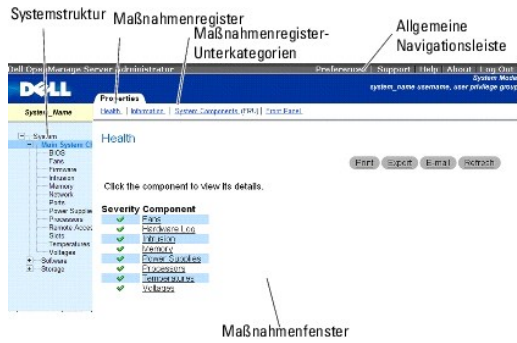 Systemstruktur
Maßnahmenregister
Maßnahmenregister-
Unterkategorien
Allgemeine
Navigationsleiste
Dell OpenManage Server Administrator
Preferences | Support | Help | About | Log Out
System Mode
DELL
system_name username, user privilege group
Properties
System_Name
Health | Information | System Components (FRU) | Front Panel
System
Main System Ch
BIOS
Fans
Firmware
Intrusion
Memory
Network
Ports
Power Supplie
Processors
Remote Acces
Slots
Temperatures
Voltages
Software
Storage
Health
Print Export E-mail Refresh
Click the component to view its details.
Severity Component
Fans
Hardware Log
Intrusion
Memory
Power Supplies
Processors
Temperatures
Voltages
Maßnahmenfenster